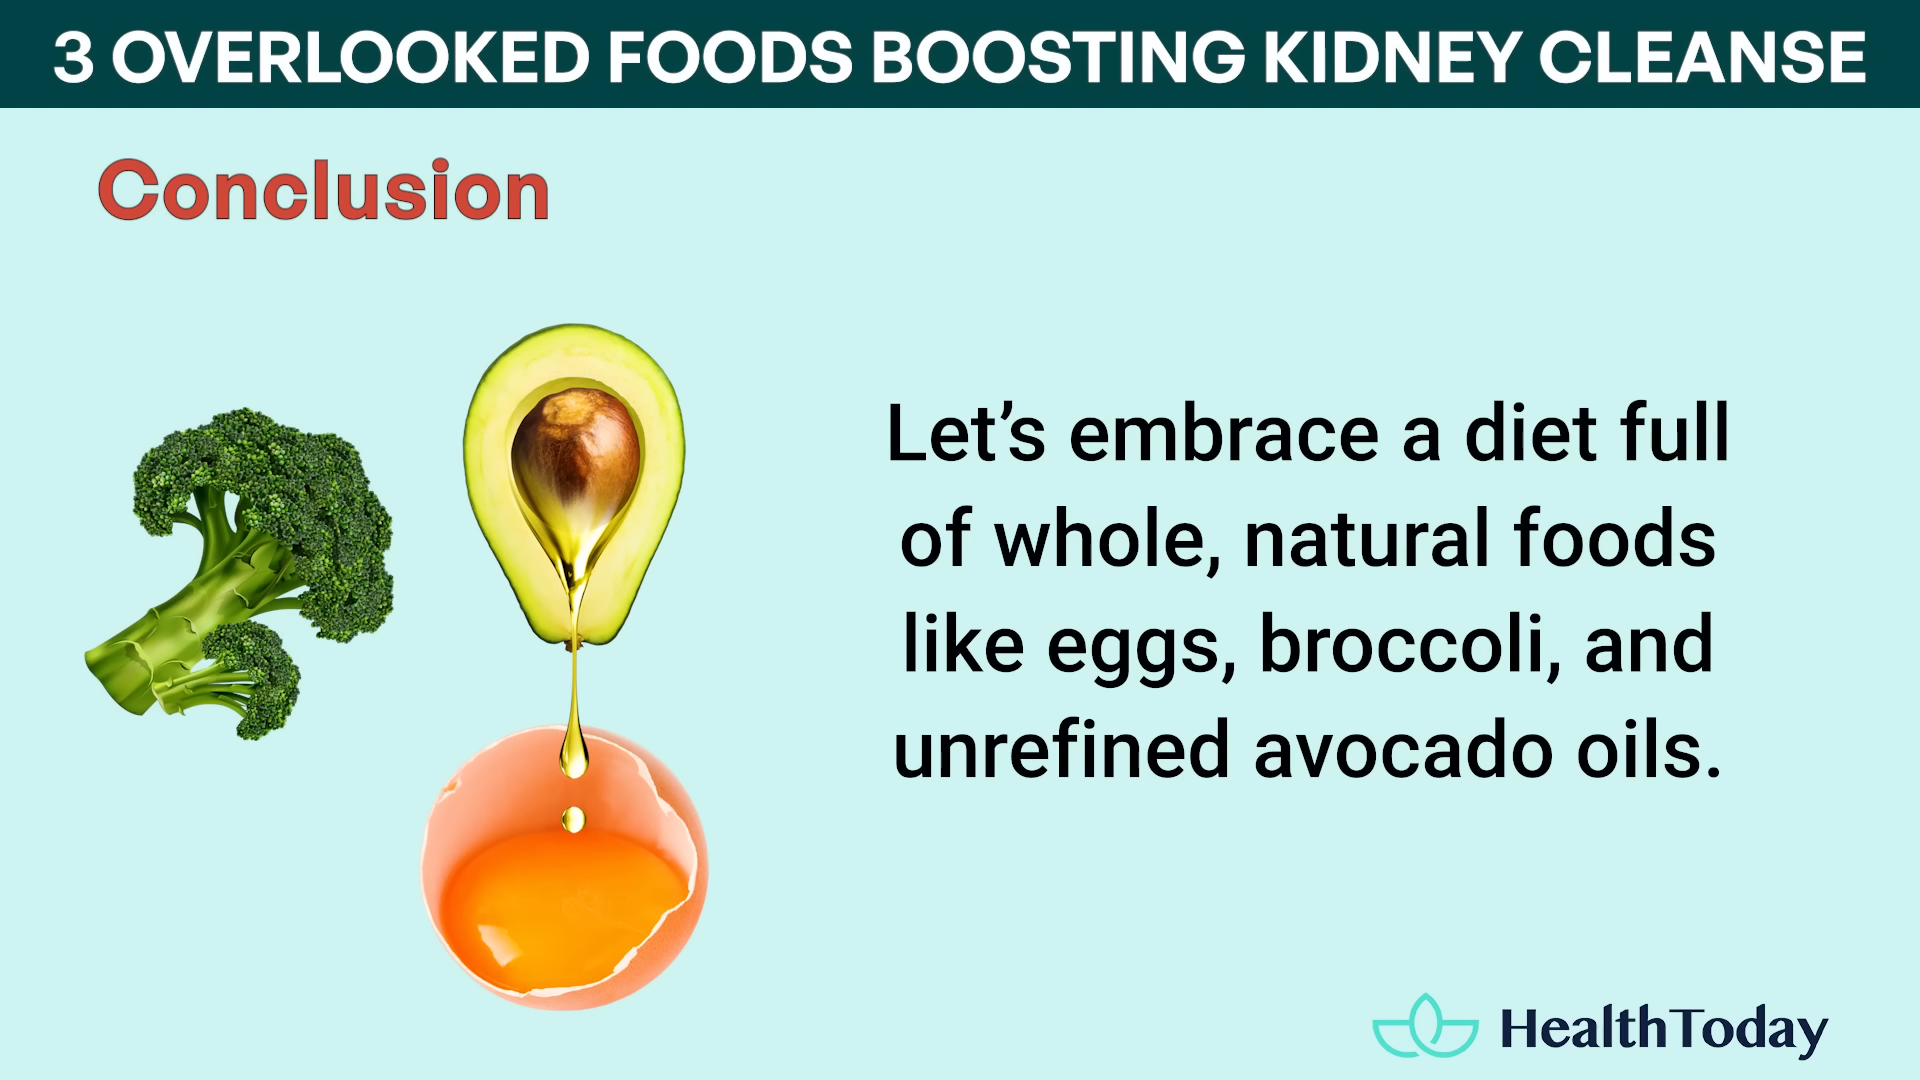 3 OVERLOOKED FOODS BOOSTING KIDNEY CLEANSE
Conclusion
Let’s embrace a diet full
of whole, natural foods
like eggs, broccoli, and
unrefined avocado oils.
HealthToday